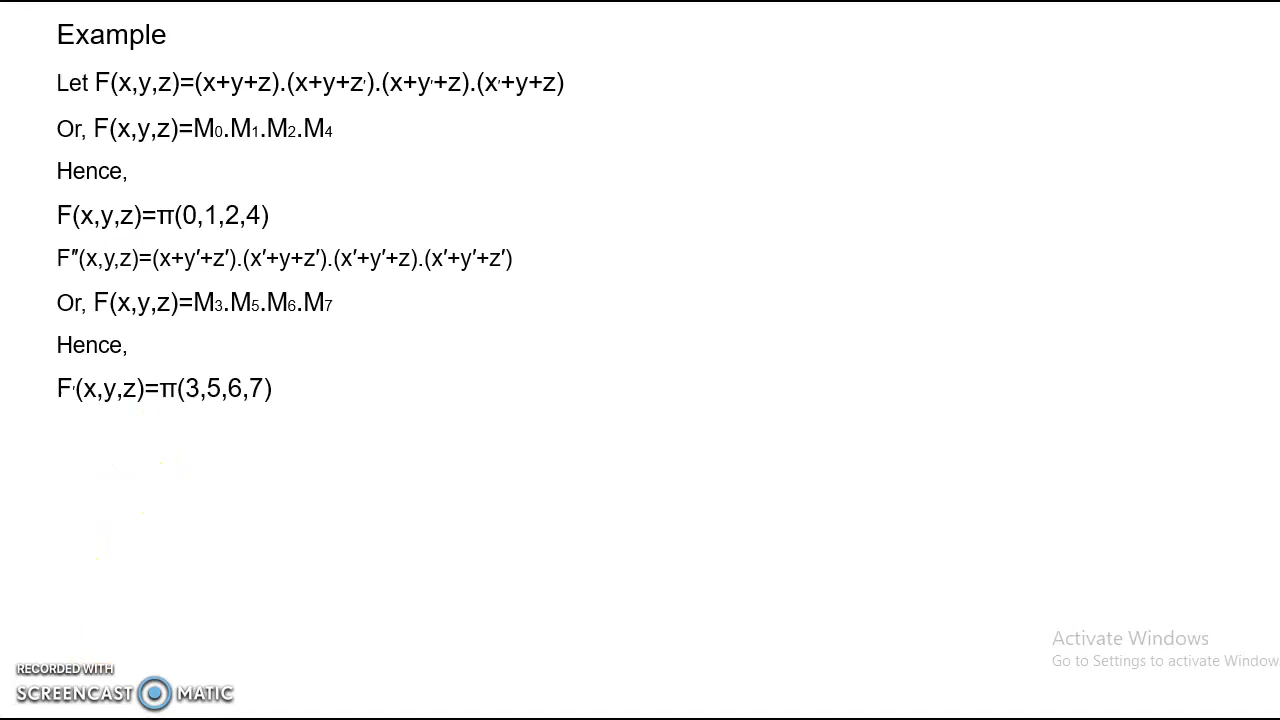 Example
Let F(x,y,z)=(x+y+z).(x+y+z′).(x+y′+z).(x′+y+z)
Or, F(x,y,z)=M₀.M₁.M₂.M₄
Hence,
F(x,y,z)=π(0,1,2,4)
F″(x,y,z)=(x+y′+z′).(x′+y+z′).(x′+y′+z).(x′+y′+z′)
Or, F(x,y,z)=M₃.M₅.M₆.M₇
Hence,
F′(x,y,z)=π(3,5,6,7)
Activate Windows
Go to Settings to activate Window
RECORDED WITH
SCREENCAST MATIC